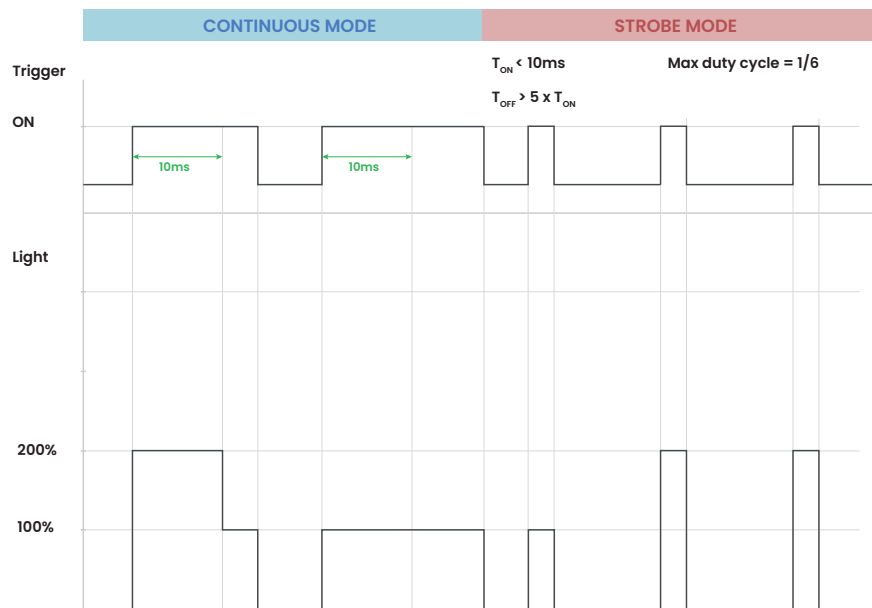 CONTINUOUS MODE
STROBE MODE
Trigger
TON < 10ms
Max duty cycle = 1/6
TOFF > 5 x TON
ON
10ms
10ms
Light
200%
100%